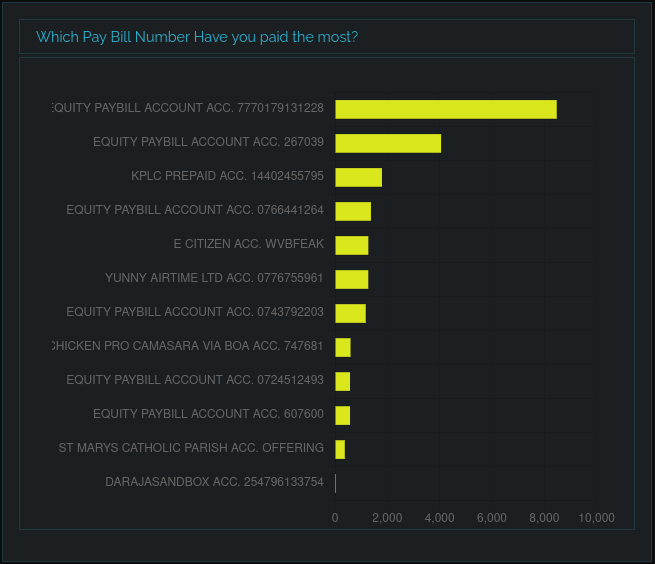 Which Pay Bill Number Have you paid the most?
EQUITY PAYBILL ACCOUNT ACC. 7770179131228
EQUITY PAYBILL ACCOUNT ACC. 267039
KPLC PREPAID ACC. 14402455795
EQUITY PAYBILL ACCOUNT ACC. 0766441264
E CITIZEN ACC. WVBFEAK
YUNNY AIRTIME LTD ACC. 0776755961
EQUITY PAYBILL ACCOUNT ACC. 0743792203
CHICKEN PRO CAMASARA VIA BOA ACC. 747681
EQUITY PAYBILL ACCOUNT ACC. 0724512493
EQUITY PAYBILL ACCOUNT ACC. 607600
ST MARYS CATHOLIC PARISH ACC. OFFERING
DARAJASANDBOX ACC. 254796133754
0 2,000 4,000 6,000 8,000 10,000